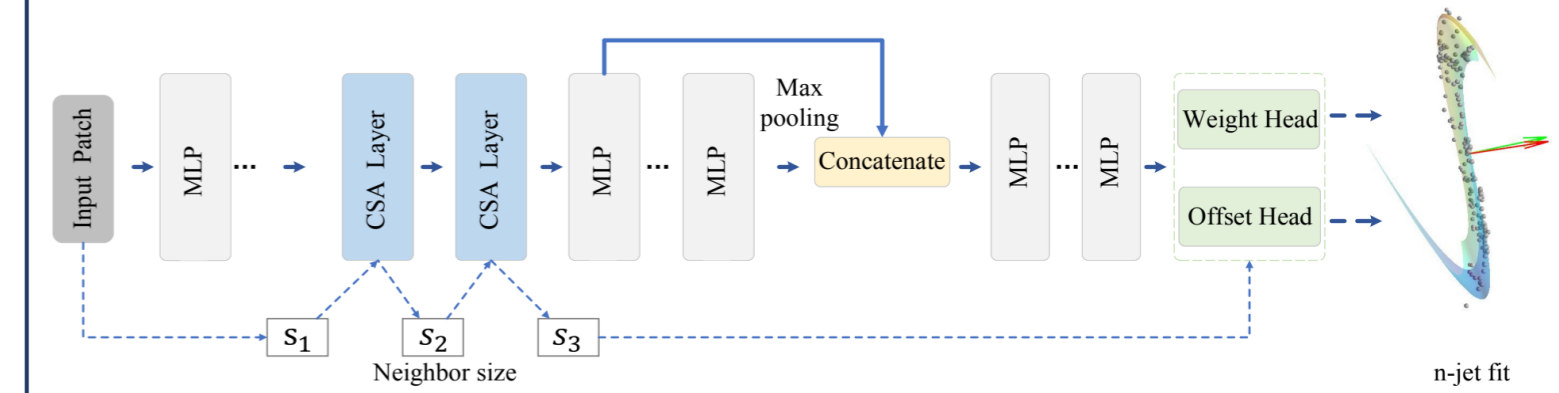 Input Patch
MLP
...
CSA Layer
CSA Layer
MLP
...
MLP
Max
pooling
Concatenate
MLP
...
MLP
Weight Head
Offset Head
s1
s2
s3
Neighbor size
n-jet fit